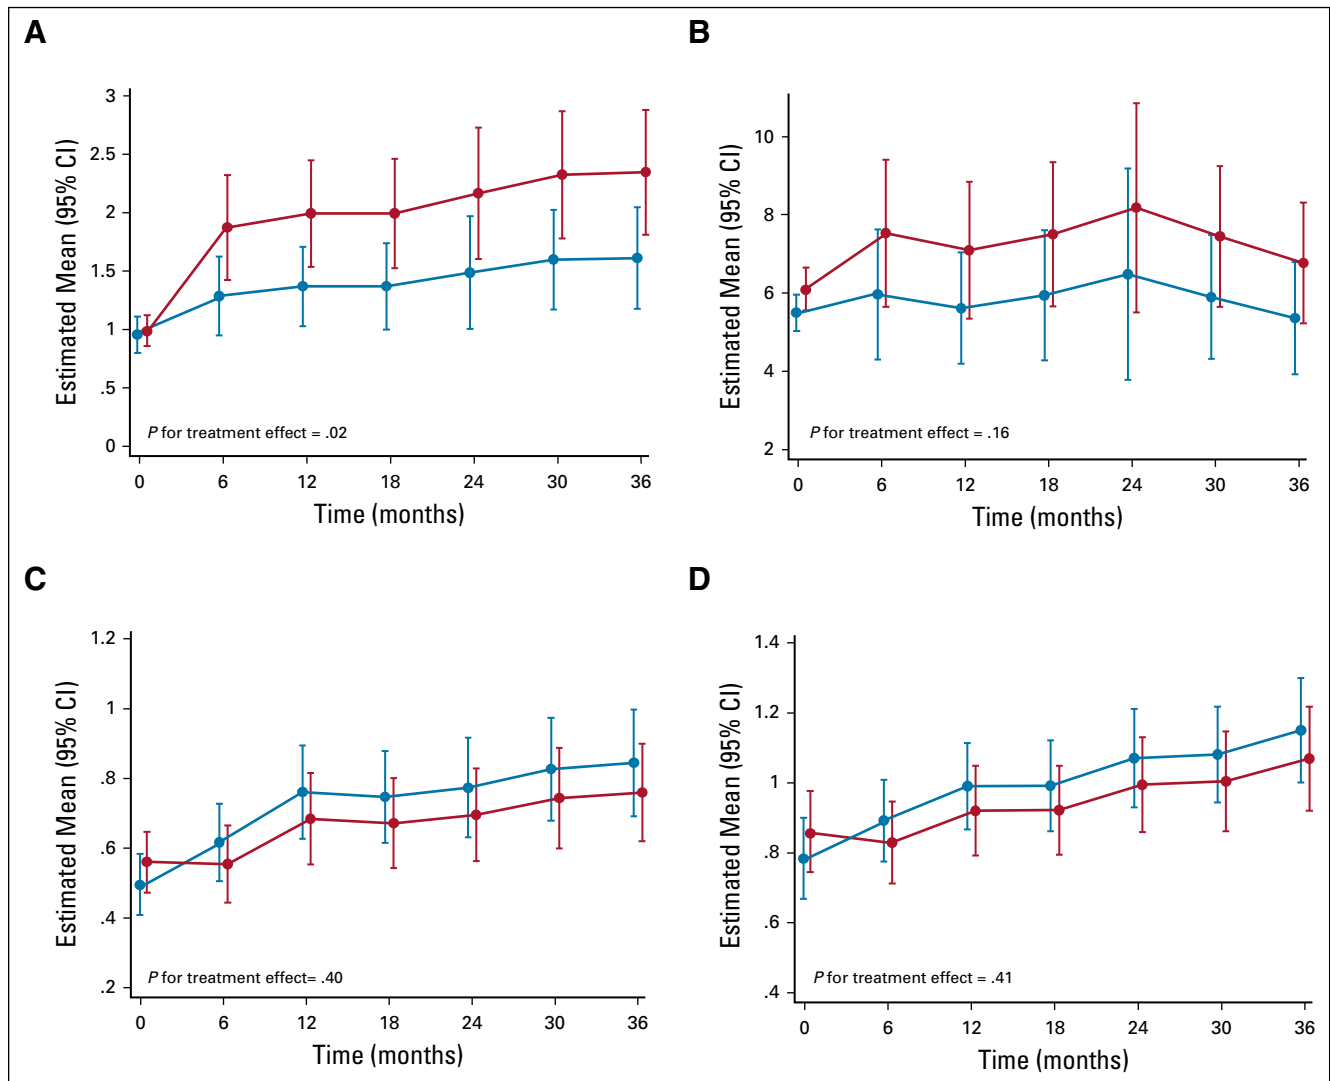 A
Estimated Mean (95% CI)
3
2.5
2
1.5
1
.5
0
P for treatment effect = .02
0 6 12 18 24 30 36
Time (months)
B
Estimated Mean (95% CI)
10
8
6
4
2
P for treatment effect = .16
0 6 12 18 24 30 36
Time (months)
C
Estimated Mean (95% CI)
1.2
1
.8
.6
.4
.2
P for treatment effect= .40
0 6 12 18 24 30 36
Time (months)
D
Estimated Mean (95% CI)
1.4
1.2
1
.8
.6
.4
P for treatment effect = .41
0 6 12 18 24 30 36
Time (months)